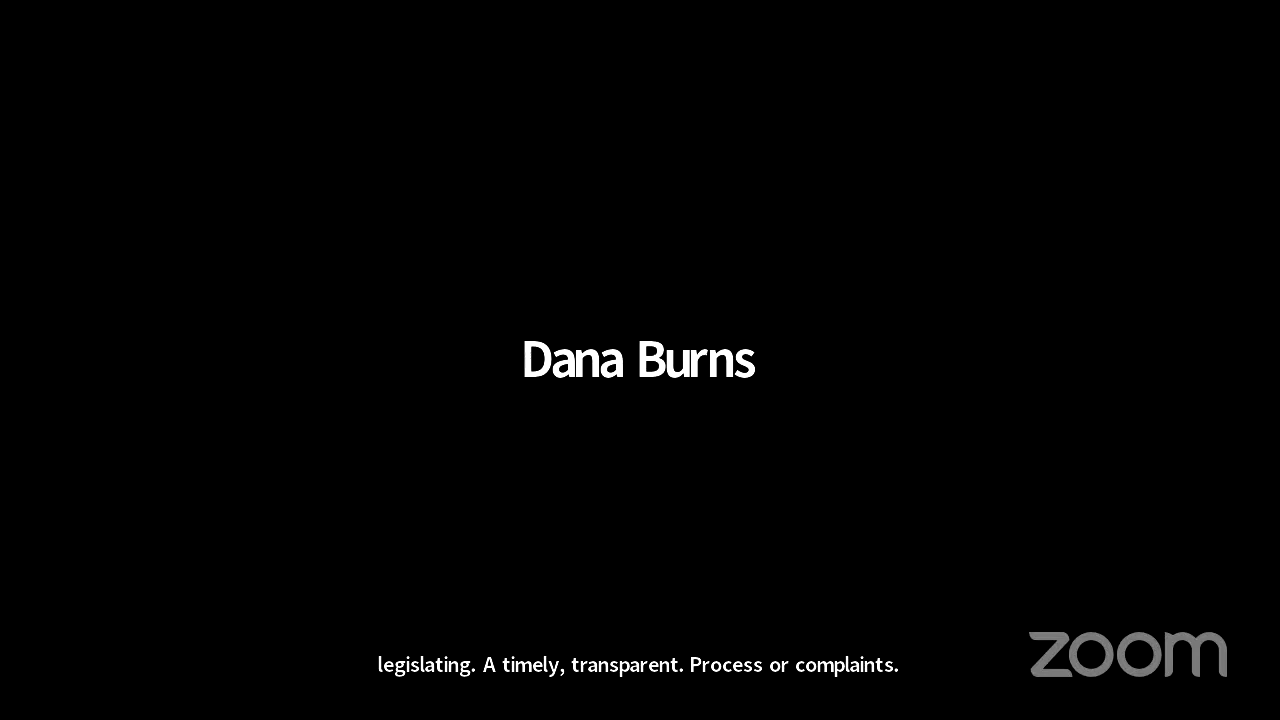 Dana Burns
legislating. A timely, transparent. Process or complaints.
zoom